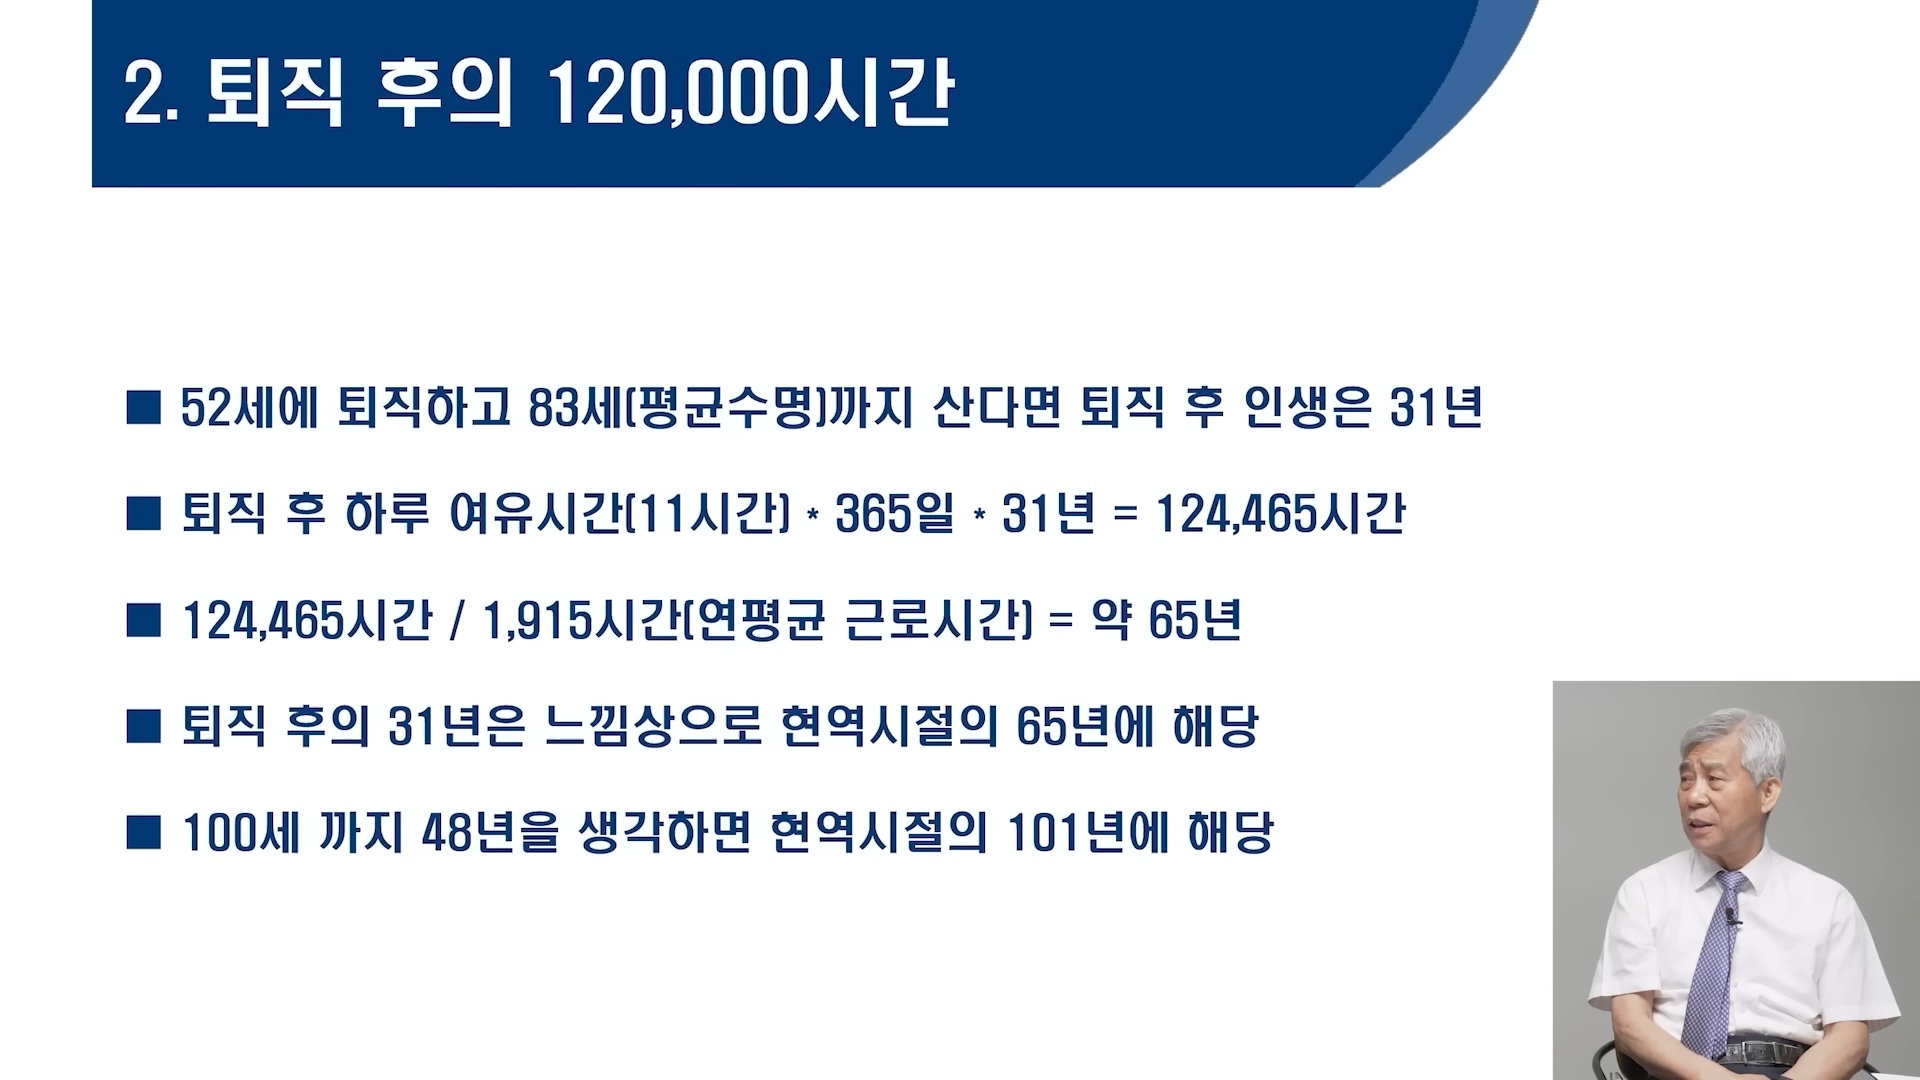 2. 퇴직 후의 120,000시간
■ 52세에 퇴직하고 83세(평균수명)까지 산다면 퇴직 후 인생은 31년
■ 퇴직 후 하루 여유시간(11시간) * 365일 * 31년 = 124,465시간
■ 124,465시간 / 1,915시간(연평균 근로시간) = 약 65년
■ 퇴직 후의 31년은 느낌상으로 현역시절의 65년에 해당
■ 100세 까지 48년을 생각하면 현역시절의 101년에 해당